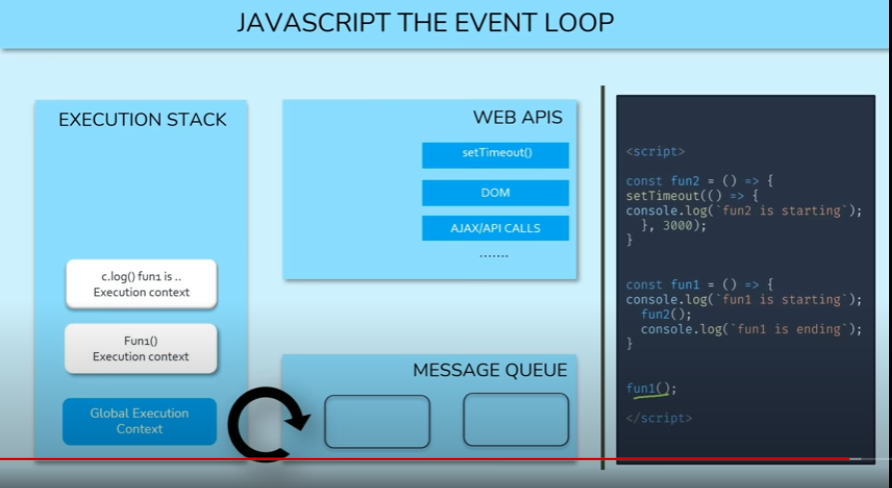 JAVASCRIPT THE EVENT LOOP
EXECUTION STACK
c.log() fun1 is ..
Execution context
Fun1()
Execution context
Global Execution
Context
WEB APIS
setTimeout()
DOM
AJAX/API CALLS
.......
MESSAGE QUEUE
<script>
const fun2 = () => {
setTimeout(() => {
console.log(`fun2 is starting`);
}, 3000);
}
const fun1 = () => {
console.log(`fun1 is starting`);
fun2();
console.log(`fun1 is ending`);
}
fun1();
</script>